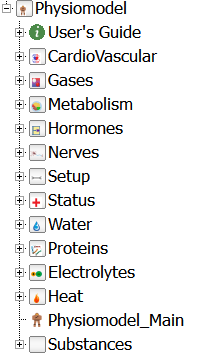 Physiomodel
User's Guide
CardioVascular
Gases
Metabolism
Hormones
Nerves
Setup
Status
Water
Proteins
Electrolytes
Heat
Physiomodel_Main
Substances